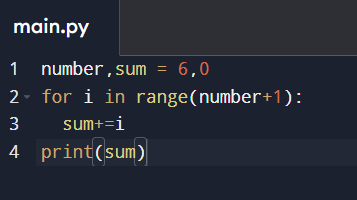 main.py
1 number,sum = 6,0
2 for i in range(number+1):
3   sum+=i
4 print(sum)